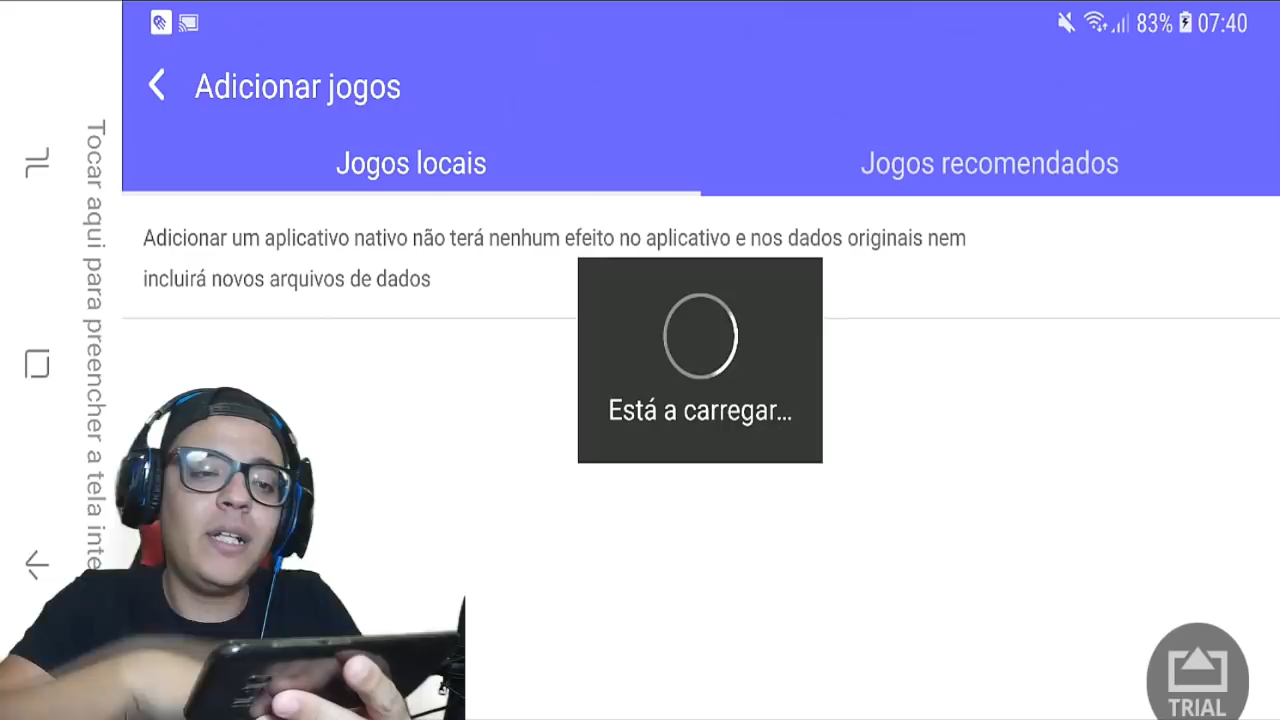 83% 07:40
Adicionar jogos
Jogos locais
Jogos recomendados
Adicionar um aplicativo nativo não terá nenhum efeito no aplicativo e nos dados originais nem
incluirá novos arquivos de dados
Está a carregar...
Tocar aqui para preencher a tela inte
TRIAL